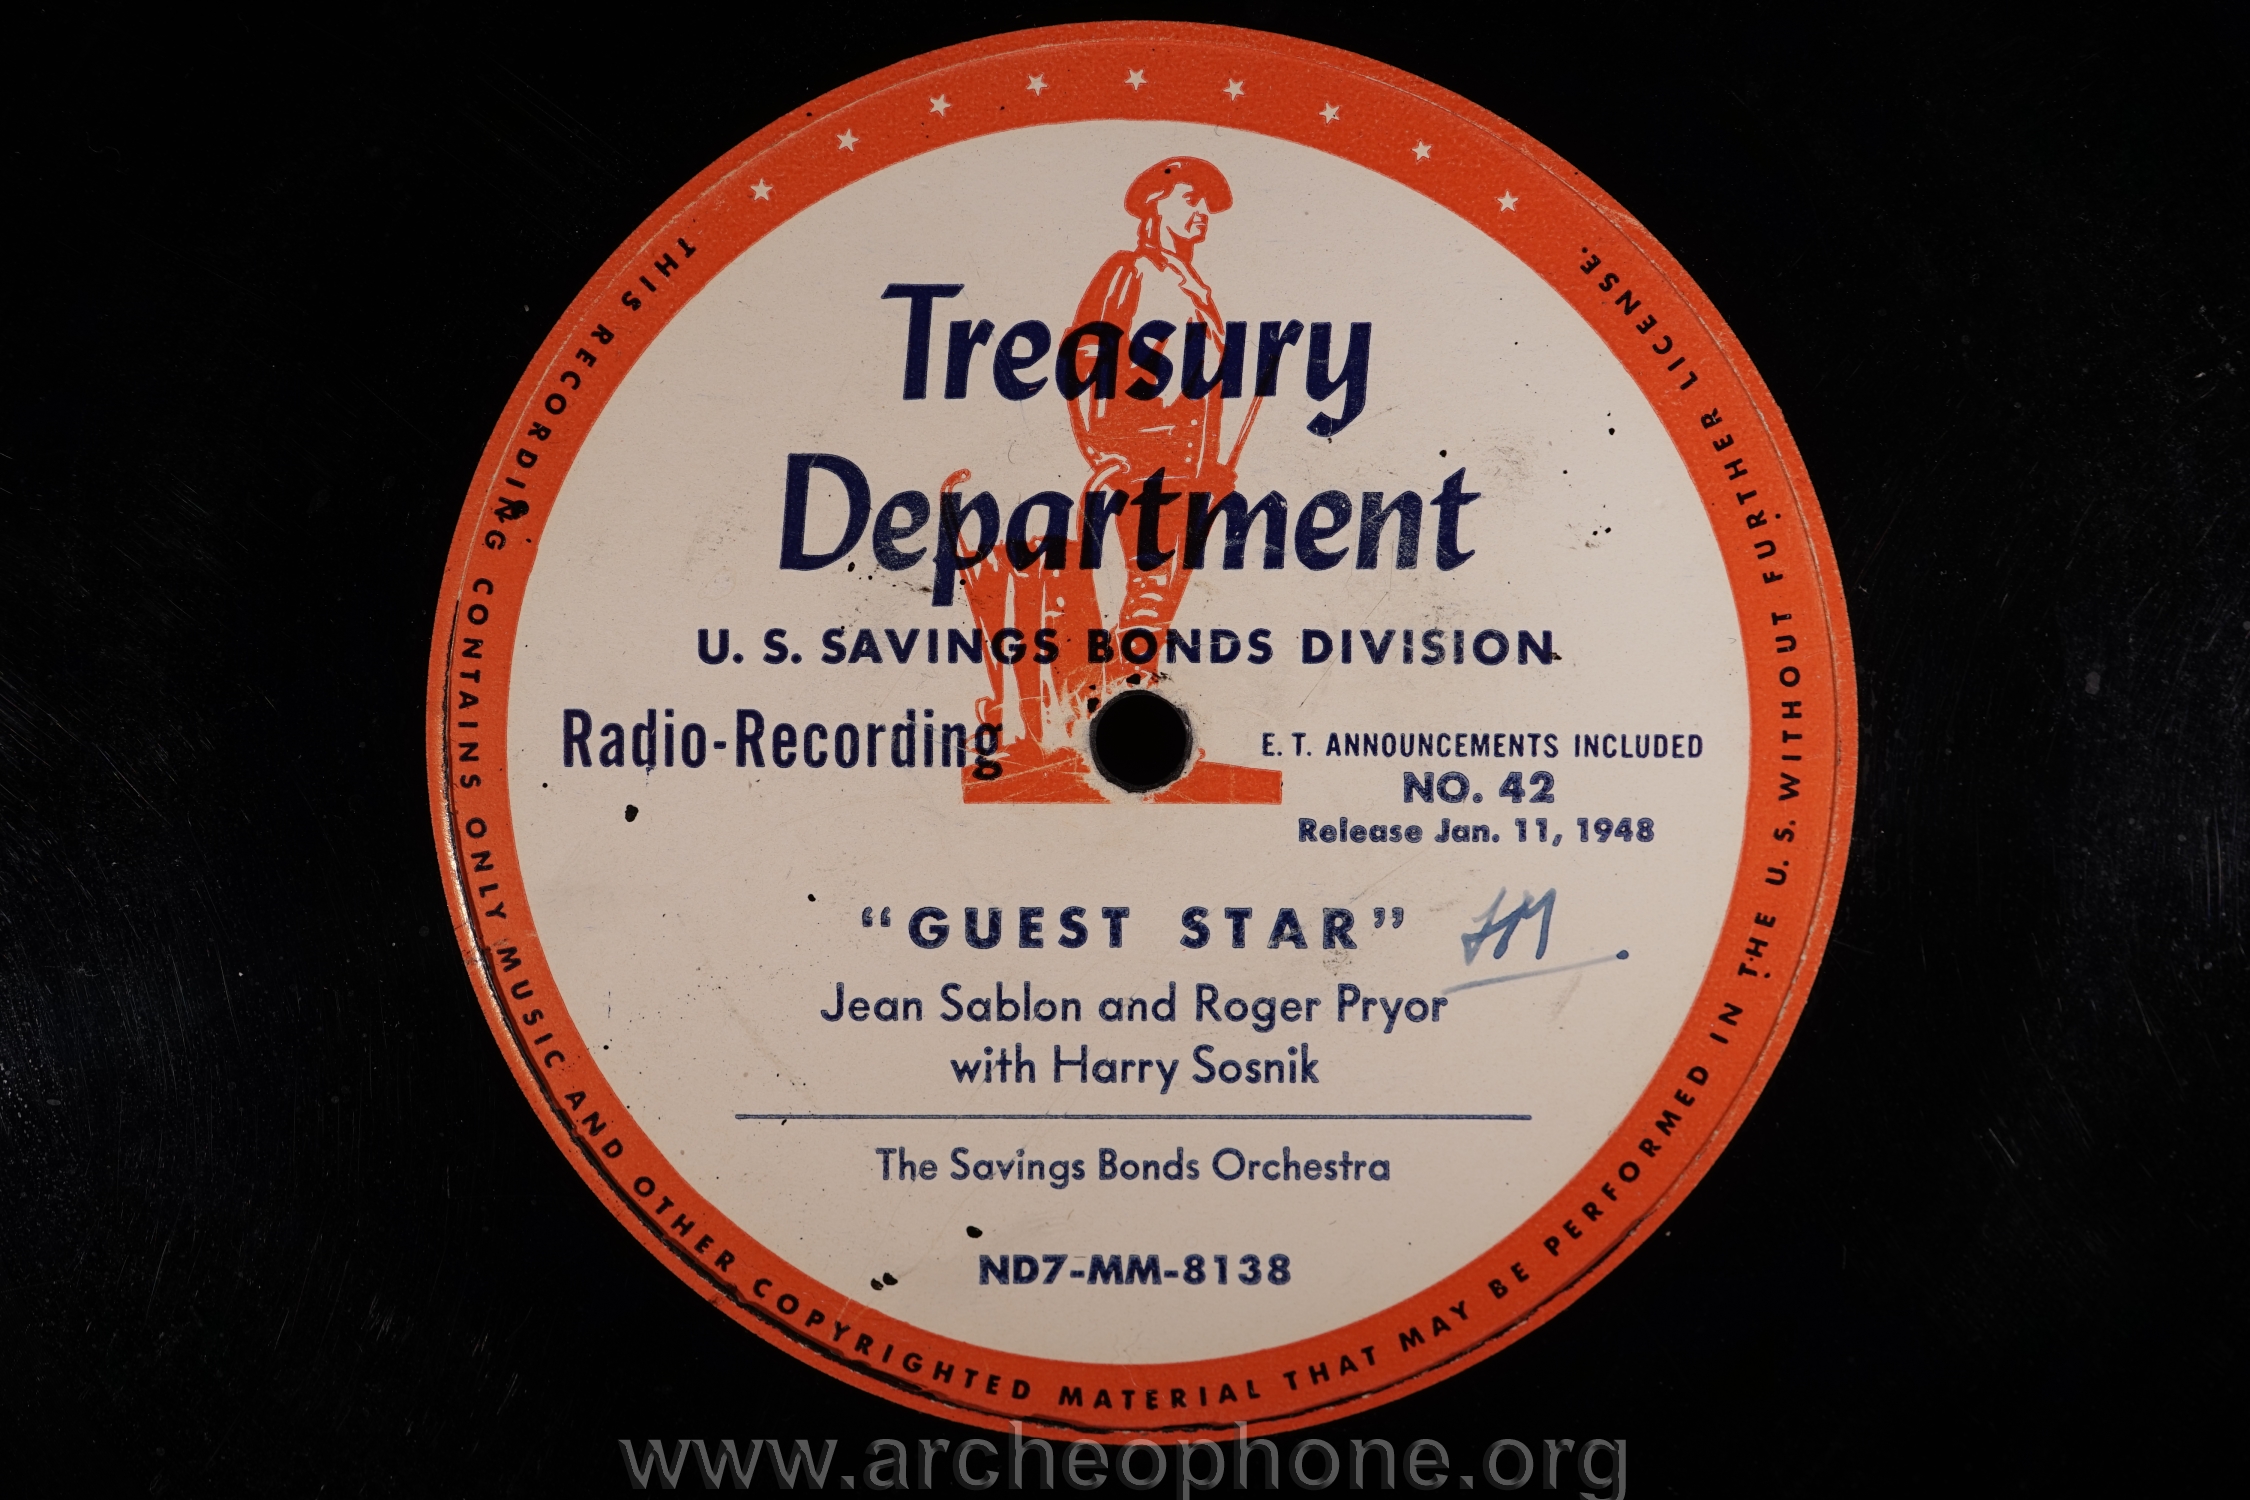 THIS RECORDING CONTAINS ONLY MUSIC AND OTHER COPYRIGHTED MATERIAL THAT MAY BE PERFORMED IN THE U. S. WITHOUT FURTHER LICENSE.
Treasury
Department
U. S. SAVINGS BONDS DIVISION
Radio-Recording
E. T. ANNOUNCEMENTS INCLUDED
NO. 42
Release Jan. 11, 1948
"GUEST STAR"
Jean Sablon and Roger Pryor
with Harry Sosnik
The Savings Bonds Orchestra
ND7-MM-8138
www.archeophone.org